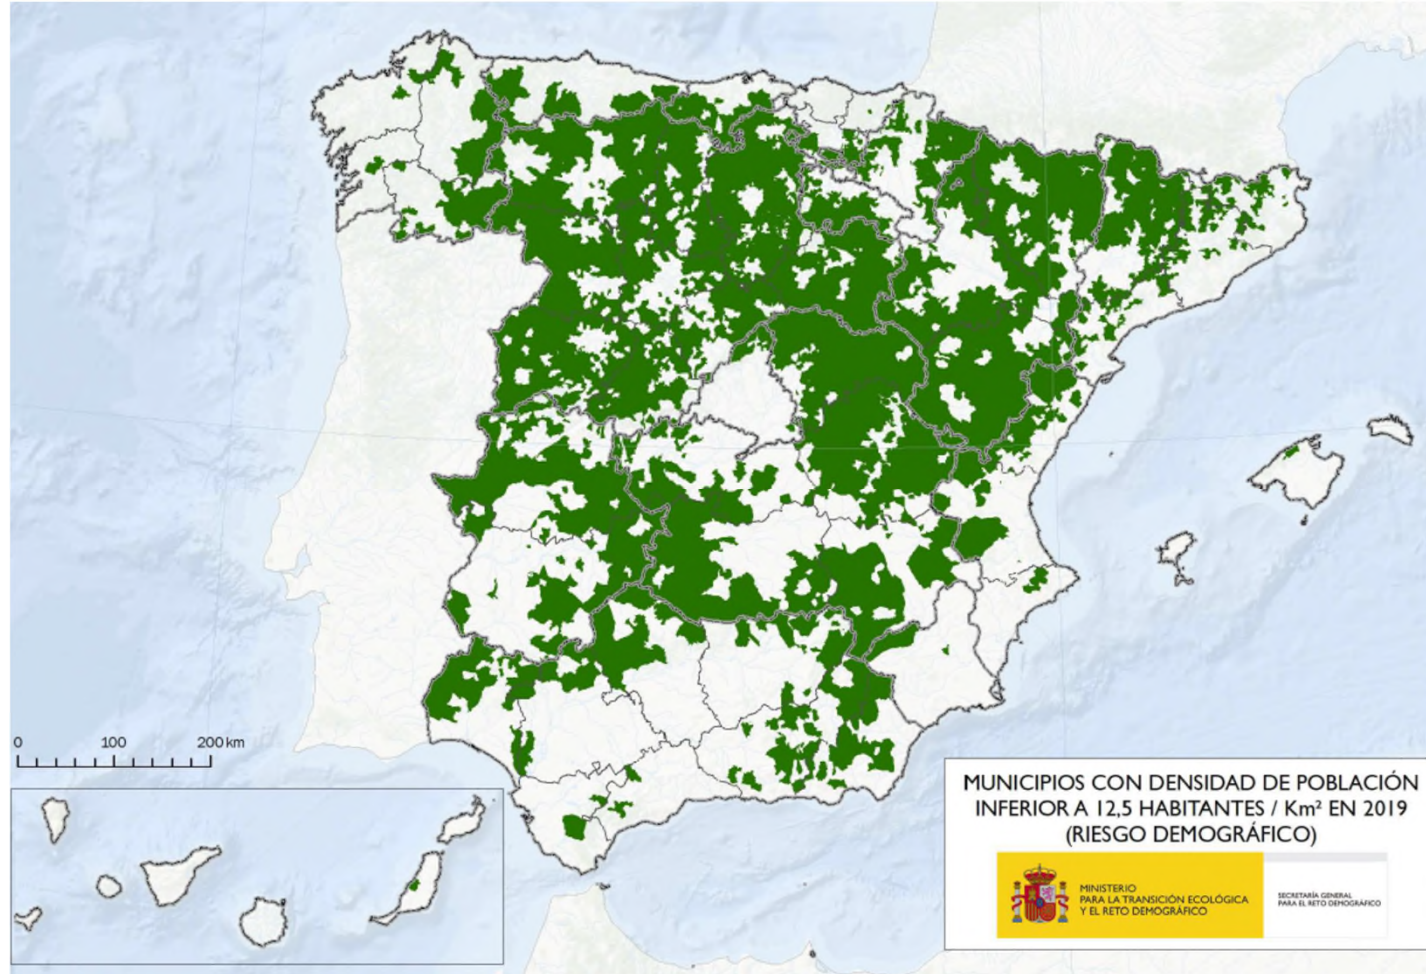 0 100 200 km
MUNICIPIOS CON DENSIDAD DE POBLACIÓN
INFERIOR A 12,5 HABITANTES / Km² EN 2019
(RIESGO DEMOGRÁFICO)
MINISTERIO
PARA LA TRANSICIÓN ECOLÓGICA
Y EL RETO DEMOGRÁFICO
SECRETARÍA GENERAL
PARA EL RETO DEMOGRÁFICO